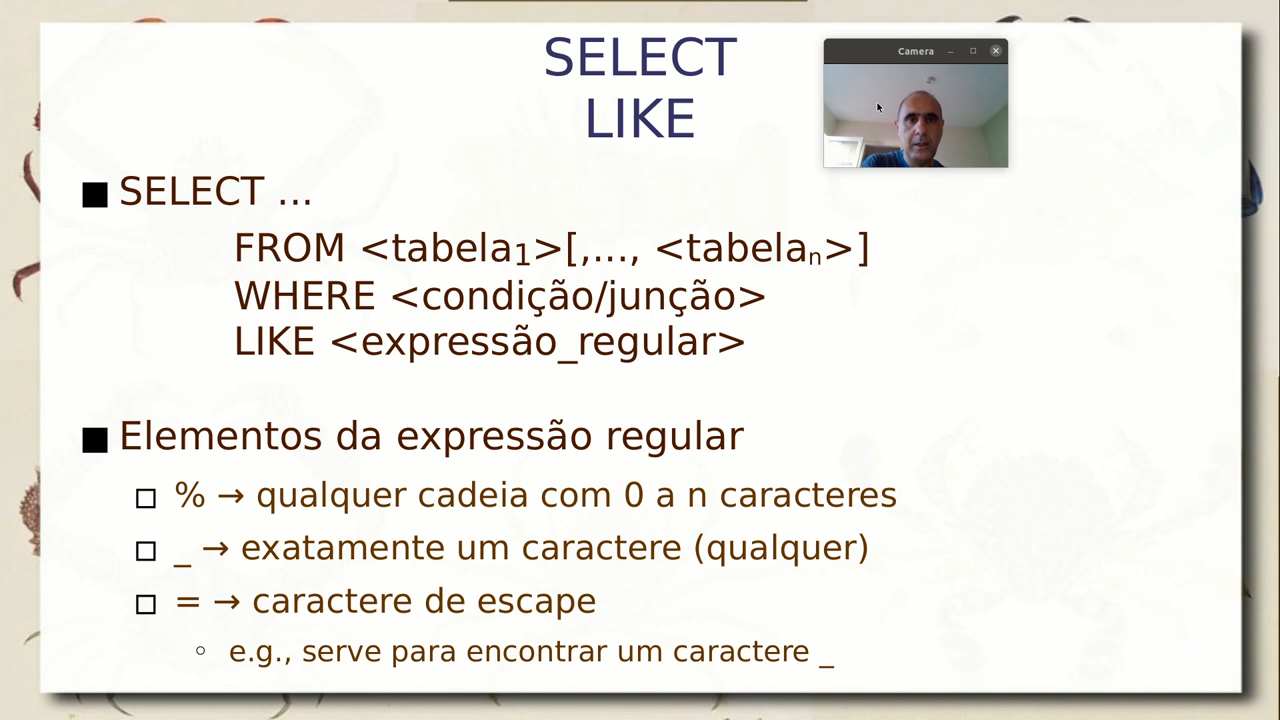 SELECT
LIKE
Camera
■ SELECT ...
FROM <tabela₁>[,..., <tabelaₙ>]
WHERE <condição/junção>
LIKE <expressão_regular>
■ Elementos da expressão regular
□ % → qualquer cadeia com 0 a n caracteres
□ _ → exatamente um caractere (qualquer)
□ = → caractere de escape
○ e.g., serve para encontrar um caractere _